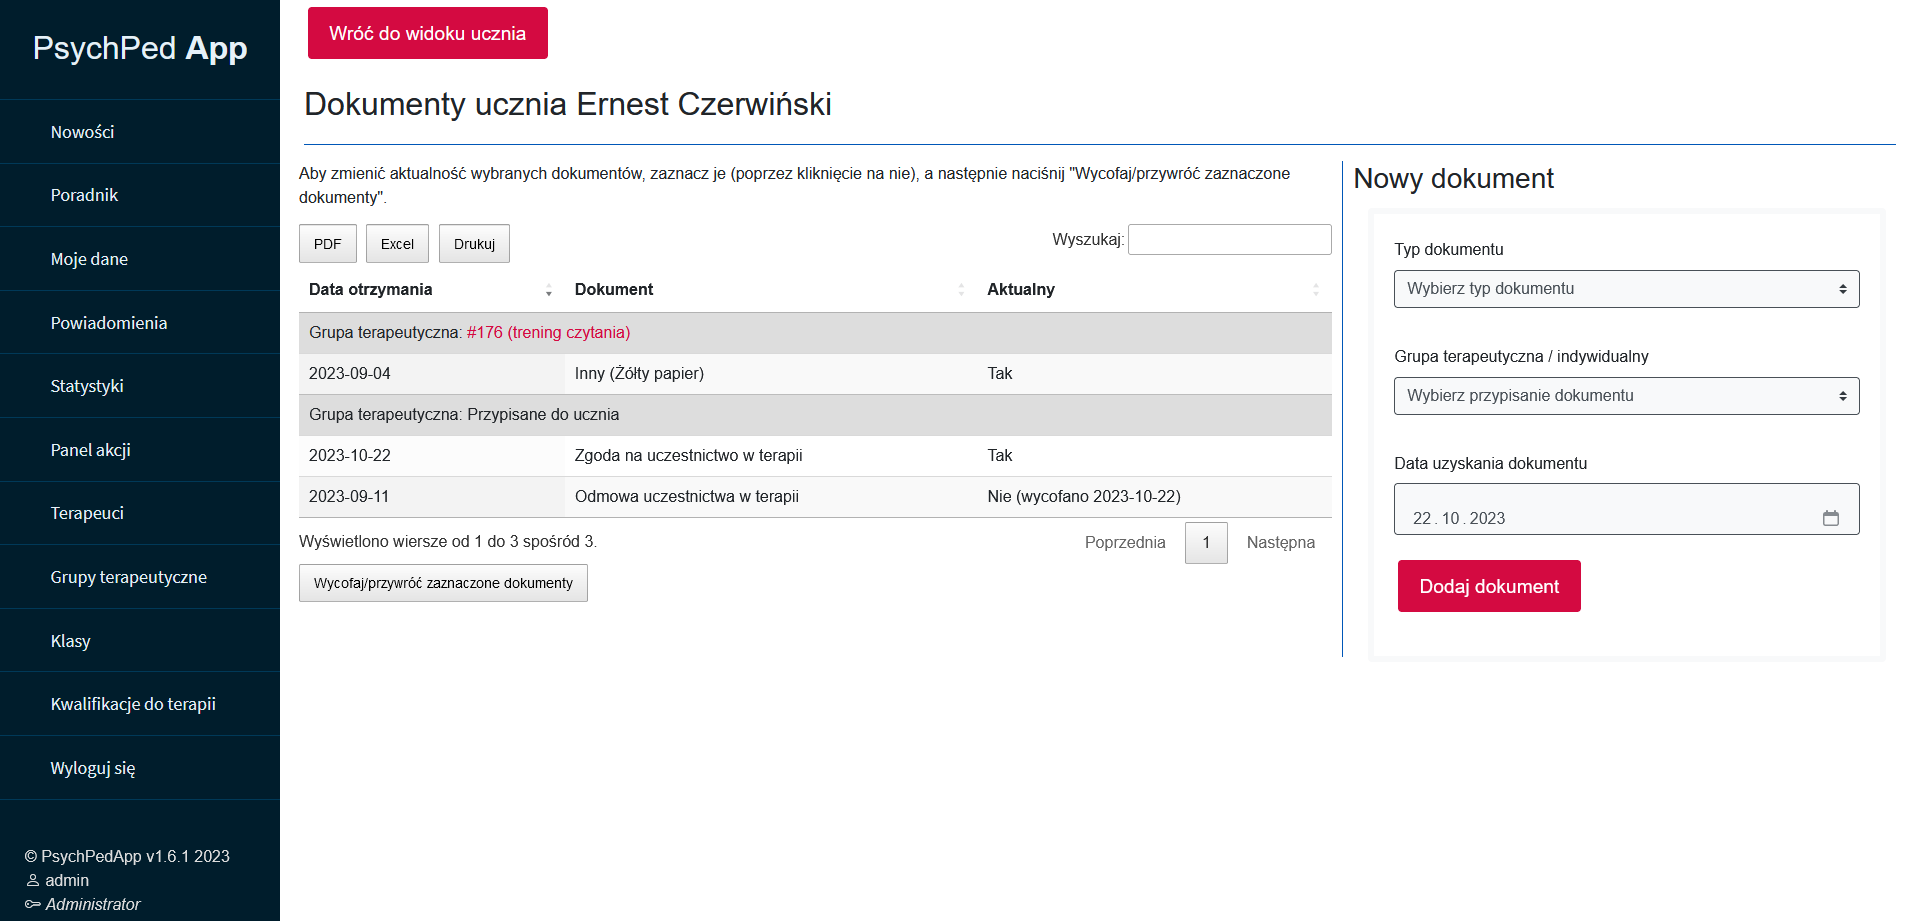 PsychPed App
Nowości
Poradnik
Moje dane
Powiadomienia
Statystyki
Panel akcji
Terapeuci
Grupy terapeutyczne
Klasy
Kwalifikacje do terapii
Wyloguj się
© PsychPedApp v1.6.1 2023
admin
Administrator
Wróć do widoku ucznia
Dokumenty ucznia Ernest Czerwiński
Aby zmienić aktualność wybranych dokumentów, zaznacz je (poprzez kliknięcie na nie), a następnie naciśnij "Wycofaj/przywróć zaznaczone
dokumenty".
PDF Excel Drukuj Wyszukaj:
Data otrzymania Dokument Aktualny
Grupa terapeutyczna: #176 (trening czytania)
2023-09-04 Inny (Żółty papier) Tak
Grupa terapeutyczna: Przypisane do ucznia
2023-10-22 Zgoda na uczestnictwo w terapii Tak
2023-09-11 Odmowa uczestnictwa w terapii Nie (wycofano 2023-10-22)
Wyświetlono wiersze od 1 do 3 spośród 3.
Poprzednia 1 Następna
Wycofaj/przywróć zaznaczone dokumenty
Nowy dokument
Typ dokumentu
Wybierz typ dokumentu
Grupa terapeutyczna / indywidualny
Wybierz przypisanie dokumentu
Data uzyskania dokumentu
22.10.2023
Dodaj dokument